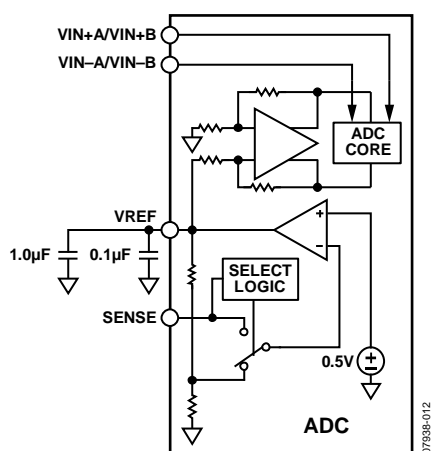 VIN+A/VIN+B
VIN–A/VIN–B
ADC
CORE
VREF
1.0µF
0.1µF
+
–
SELECT
LOGIC
SENSE
0.5V
+
–
ADC
07938-012